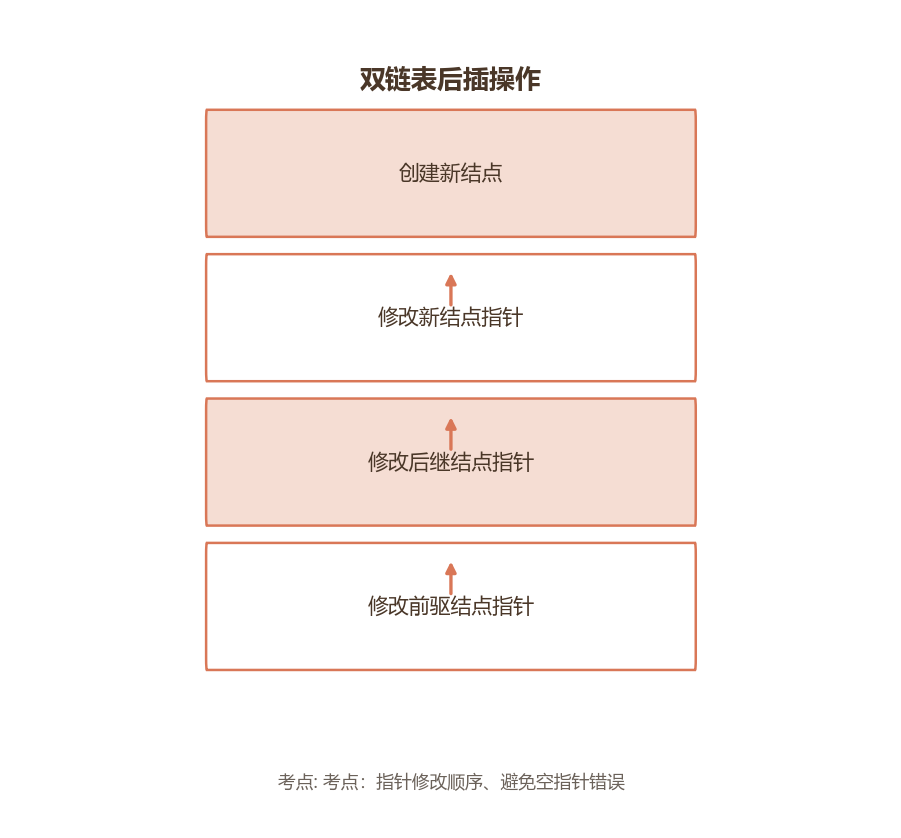 双链表后插操作
创建新结点
修改新结点指针
修改后继结点指针
修改前驱结点指针
考点: 考点：指针修改顺序、避免空指针错误